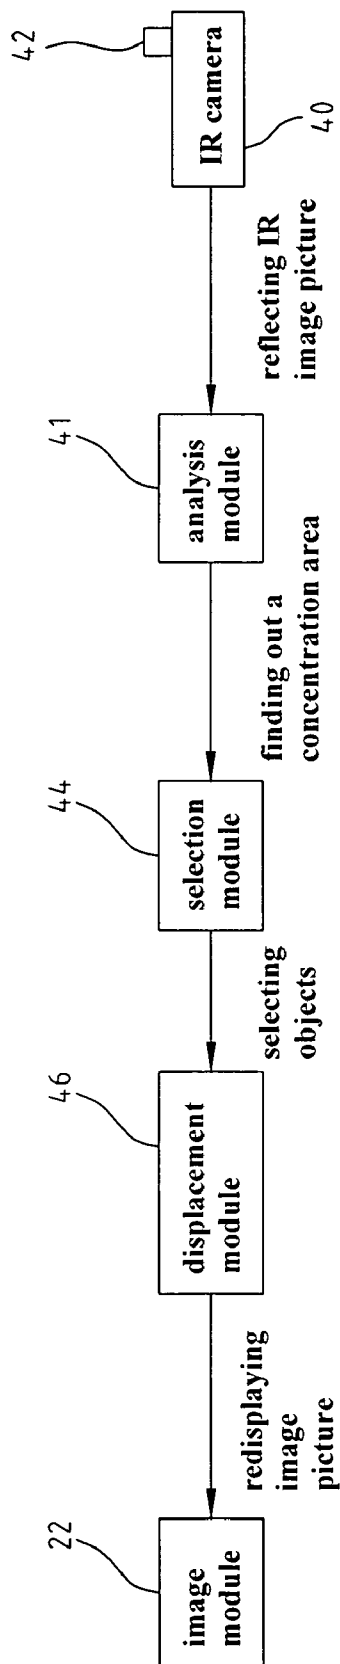 42
IR camera
40
reflecting IR
image picture
41
analysis
module
finding out a
concentration area
44
selection
module
selecting
objects
46
displacement
module
redisplaying
image
picture
22
image
module